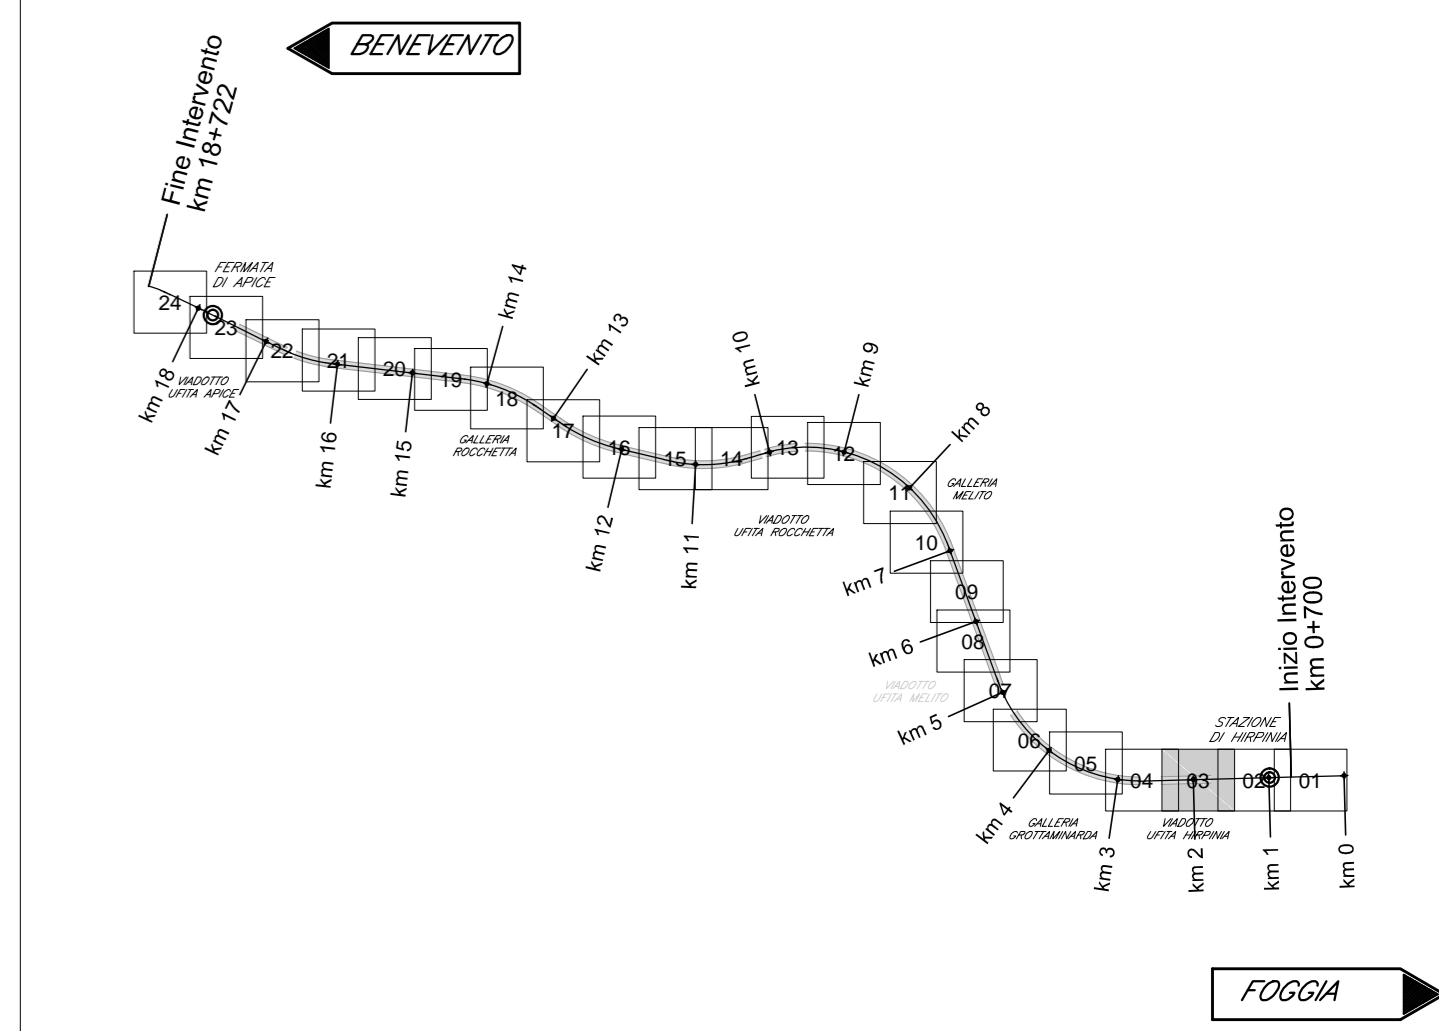 BENEVENTO
Fine Intervento
km 18+722
FERMATA
DI APICE
24
23
22
21
20
19
18
17
16
15
14
13
12
11
10
09
08
07
06
05
04
03
02
01
km 18
VIADOTTO
UFITA APICE
km 17
km 16
km 15
km 14
GALLERIA
ROCCHETTA
km 13
km 12
km 11
km 10
VIADOTTO
UFITA ROCCHETTA
km 9
km 8
GALLERIA
MELITO
km 7
km 6
VIADOTTO
UFITA MELITO
km 5
km 4
GALLERIA
GROTTAMINARDA
km 3
VIADOTTO
UFITA HIRPINIA
km 2
STAZIONE
DI HIRPINIA
km 1
Inizio Intervento
km 0+700
km 0
FOGGIA